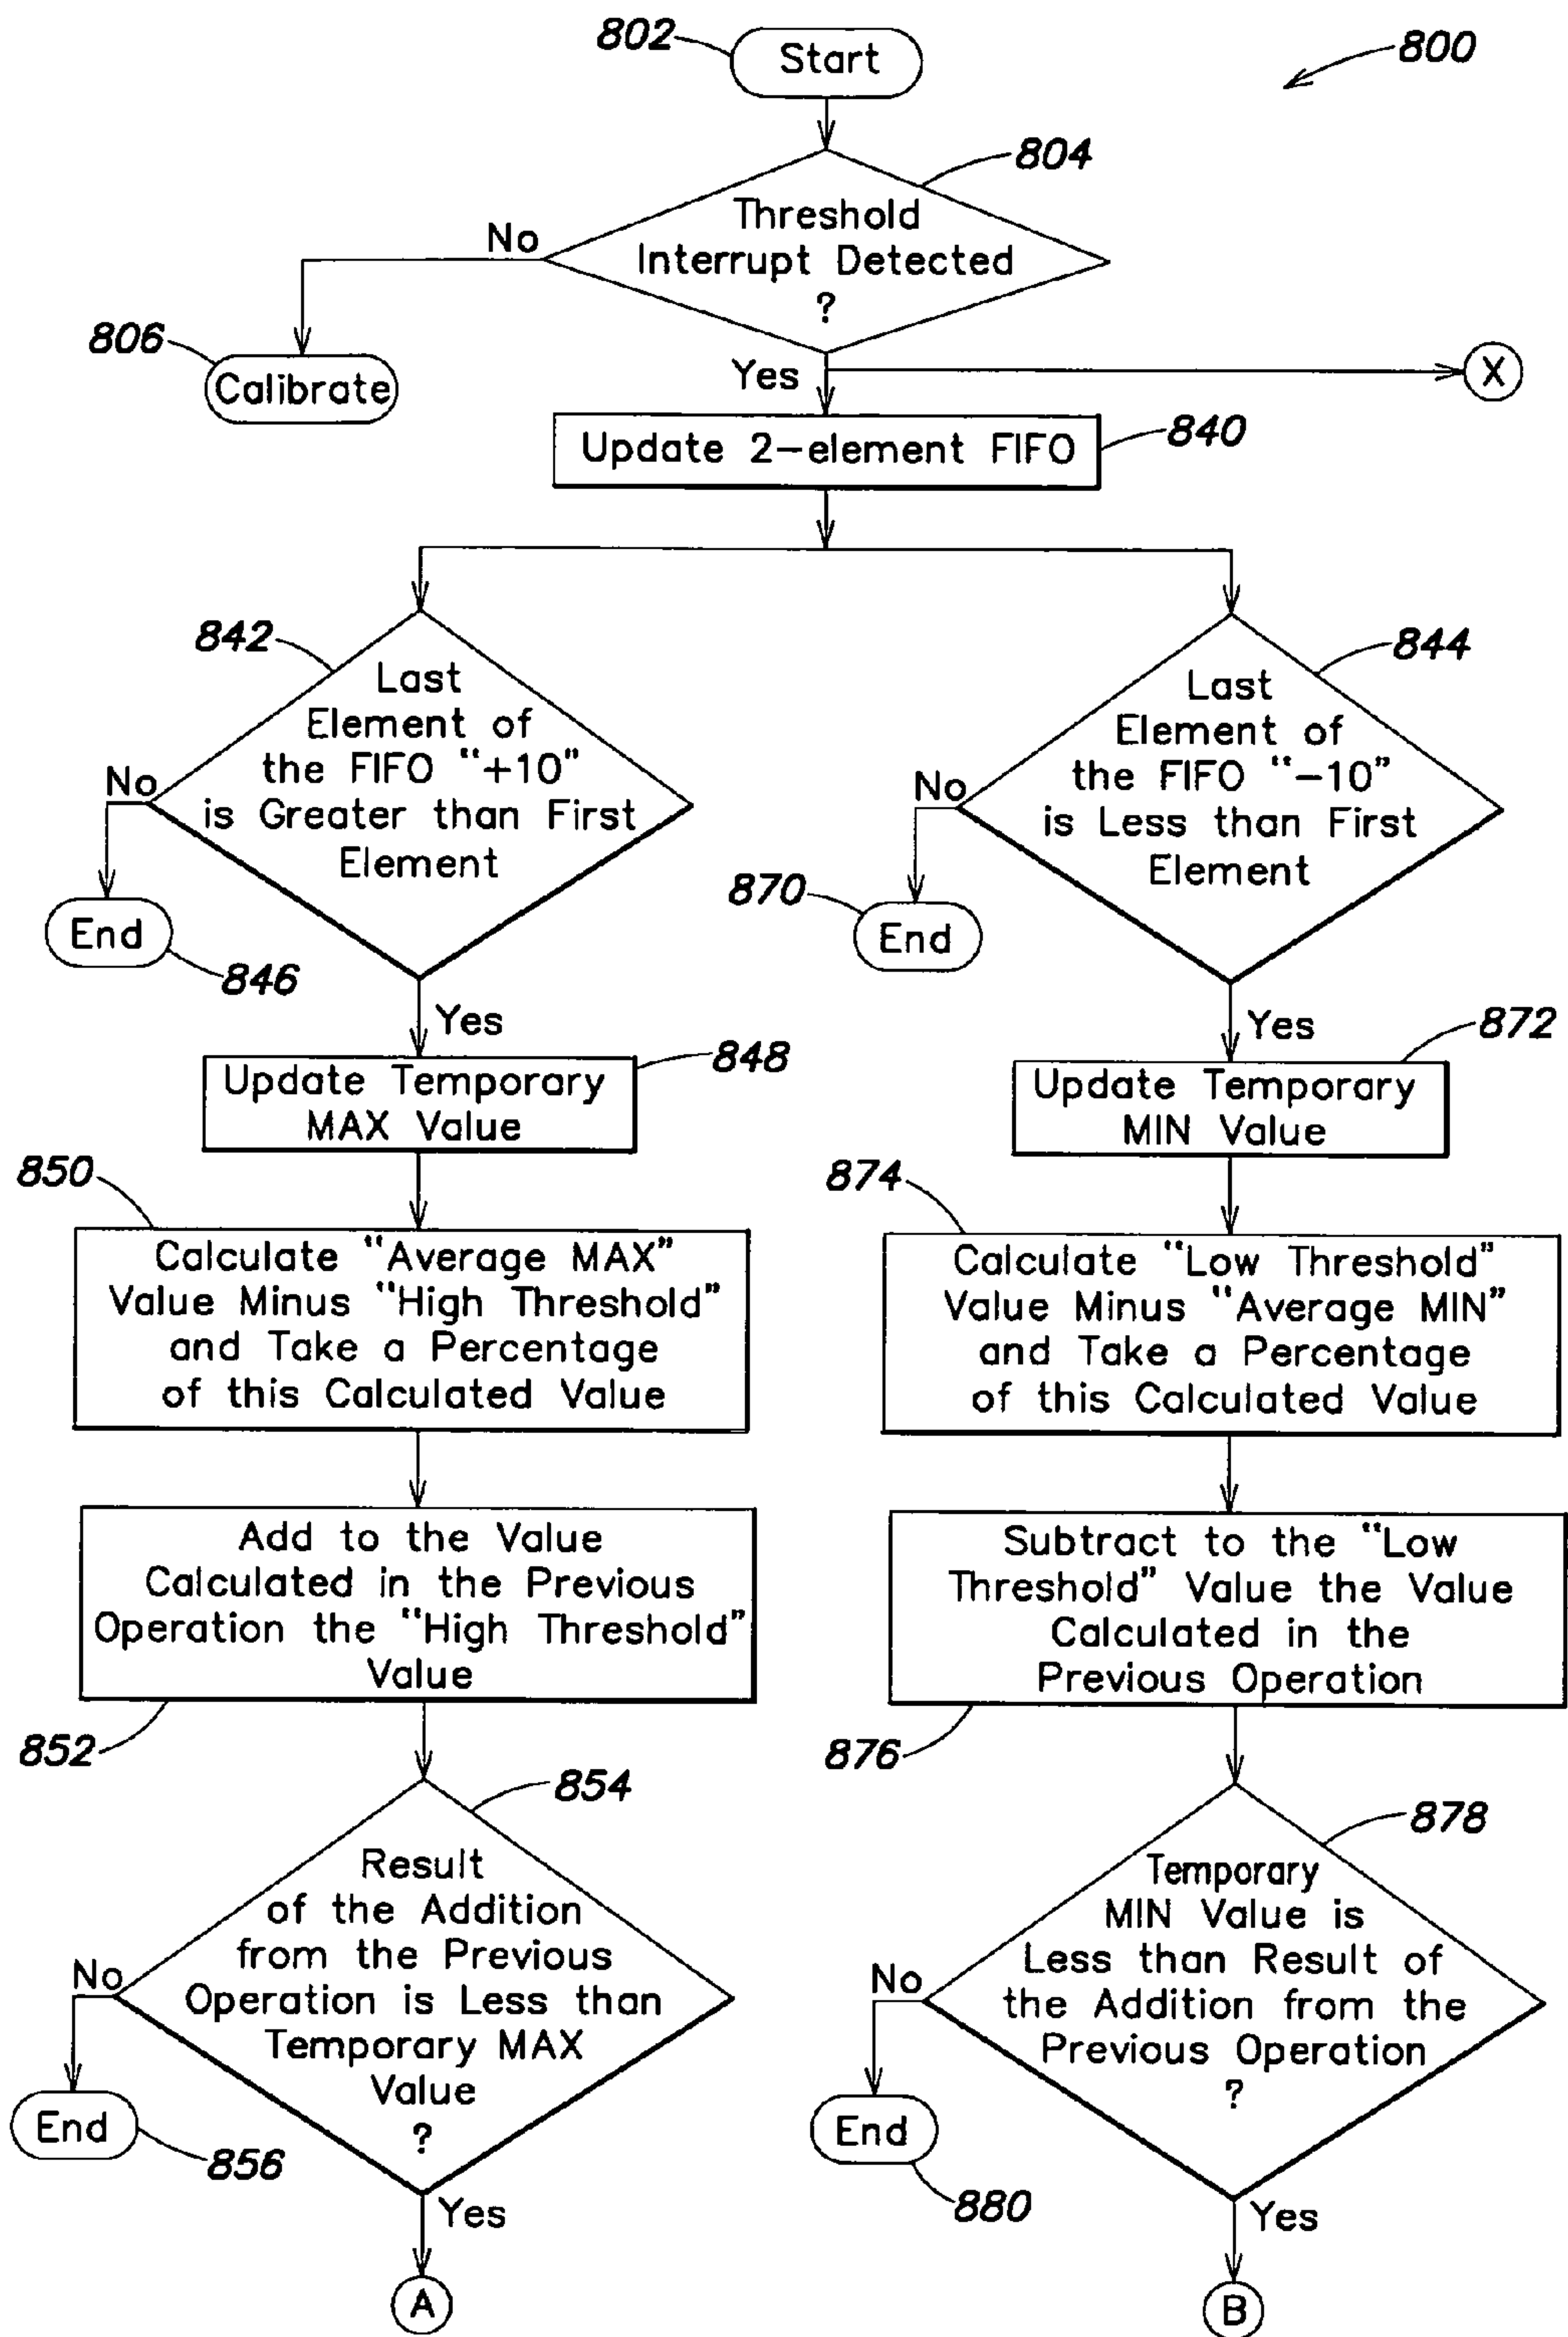 802
Start
800
804
Threshold
Interrupt Detected
?
No
806
Calibrate
Yes
X
Update 2-element FIFO
840
842
Last
Element of
the FIFO "+10"
is Greater than First
Element
No
End
846
Yes
844
Last
Element of
the FIFO "-10"
is Less than First
Element
No
870
End
Yes
Update Temporary
MAX Value
848
872
Update Temporary
MIN Value
850
Calculate "Average MAX"
Value Minus "High Threshold"
and Take a Percentage
of this Calculated Value
874
Calculate "Low Threshold"
Value Minus "Average MIN"
and Take a Percentage
of this Calculated Value
Add to the Value
Calculated in the Previous
Operation the "High Threshold"
Value
852
Subtract to the "Low
Threshold" Value the Value
Calculated in the
Previous Operation
876
854
Result
of the Addition
from the Previous
Operation is Less than
Temporary MAX
Value
?
No
End
856
Yes
A
878
Temporary
MIN Value is
Less than Result of
the Addition from the
Previous Operation
?
No
End
880
Yes
B